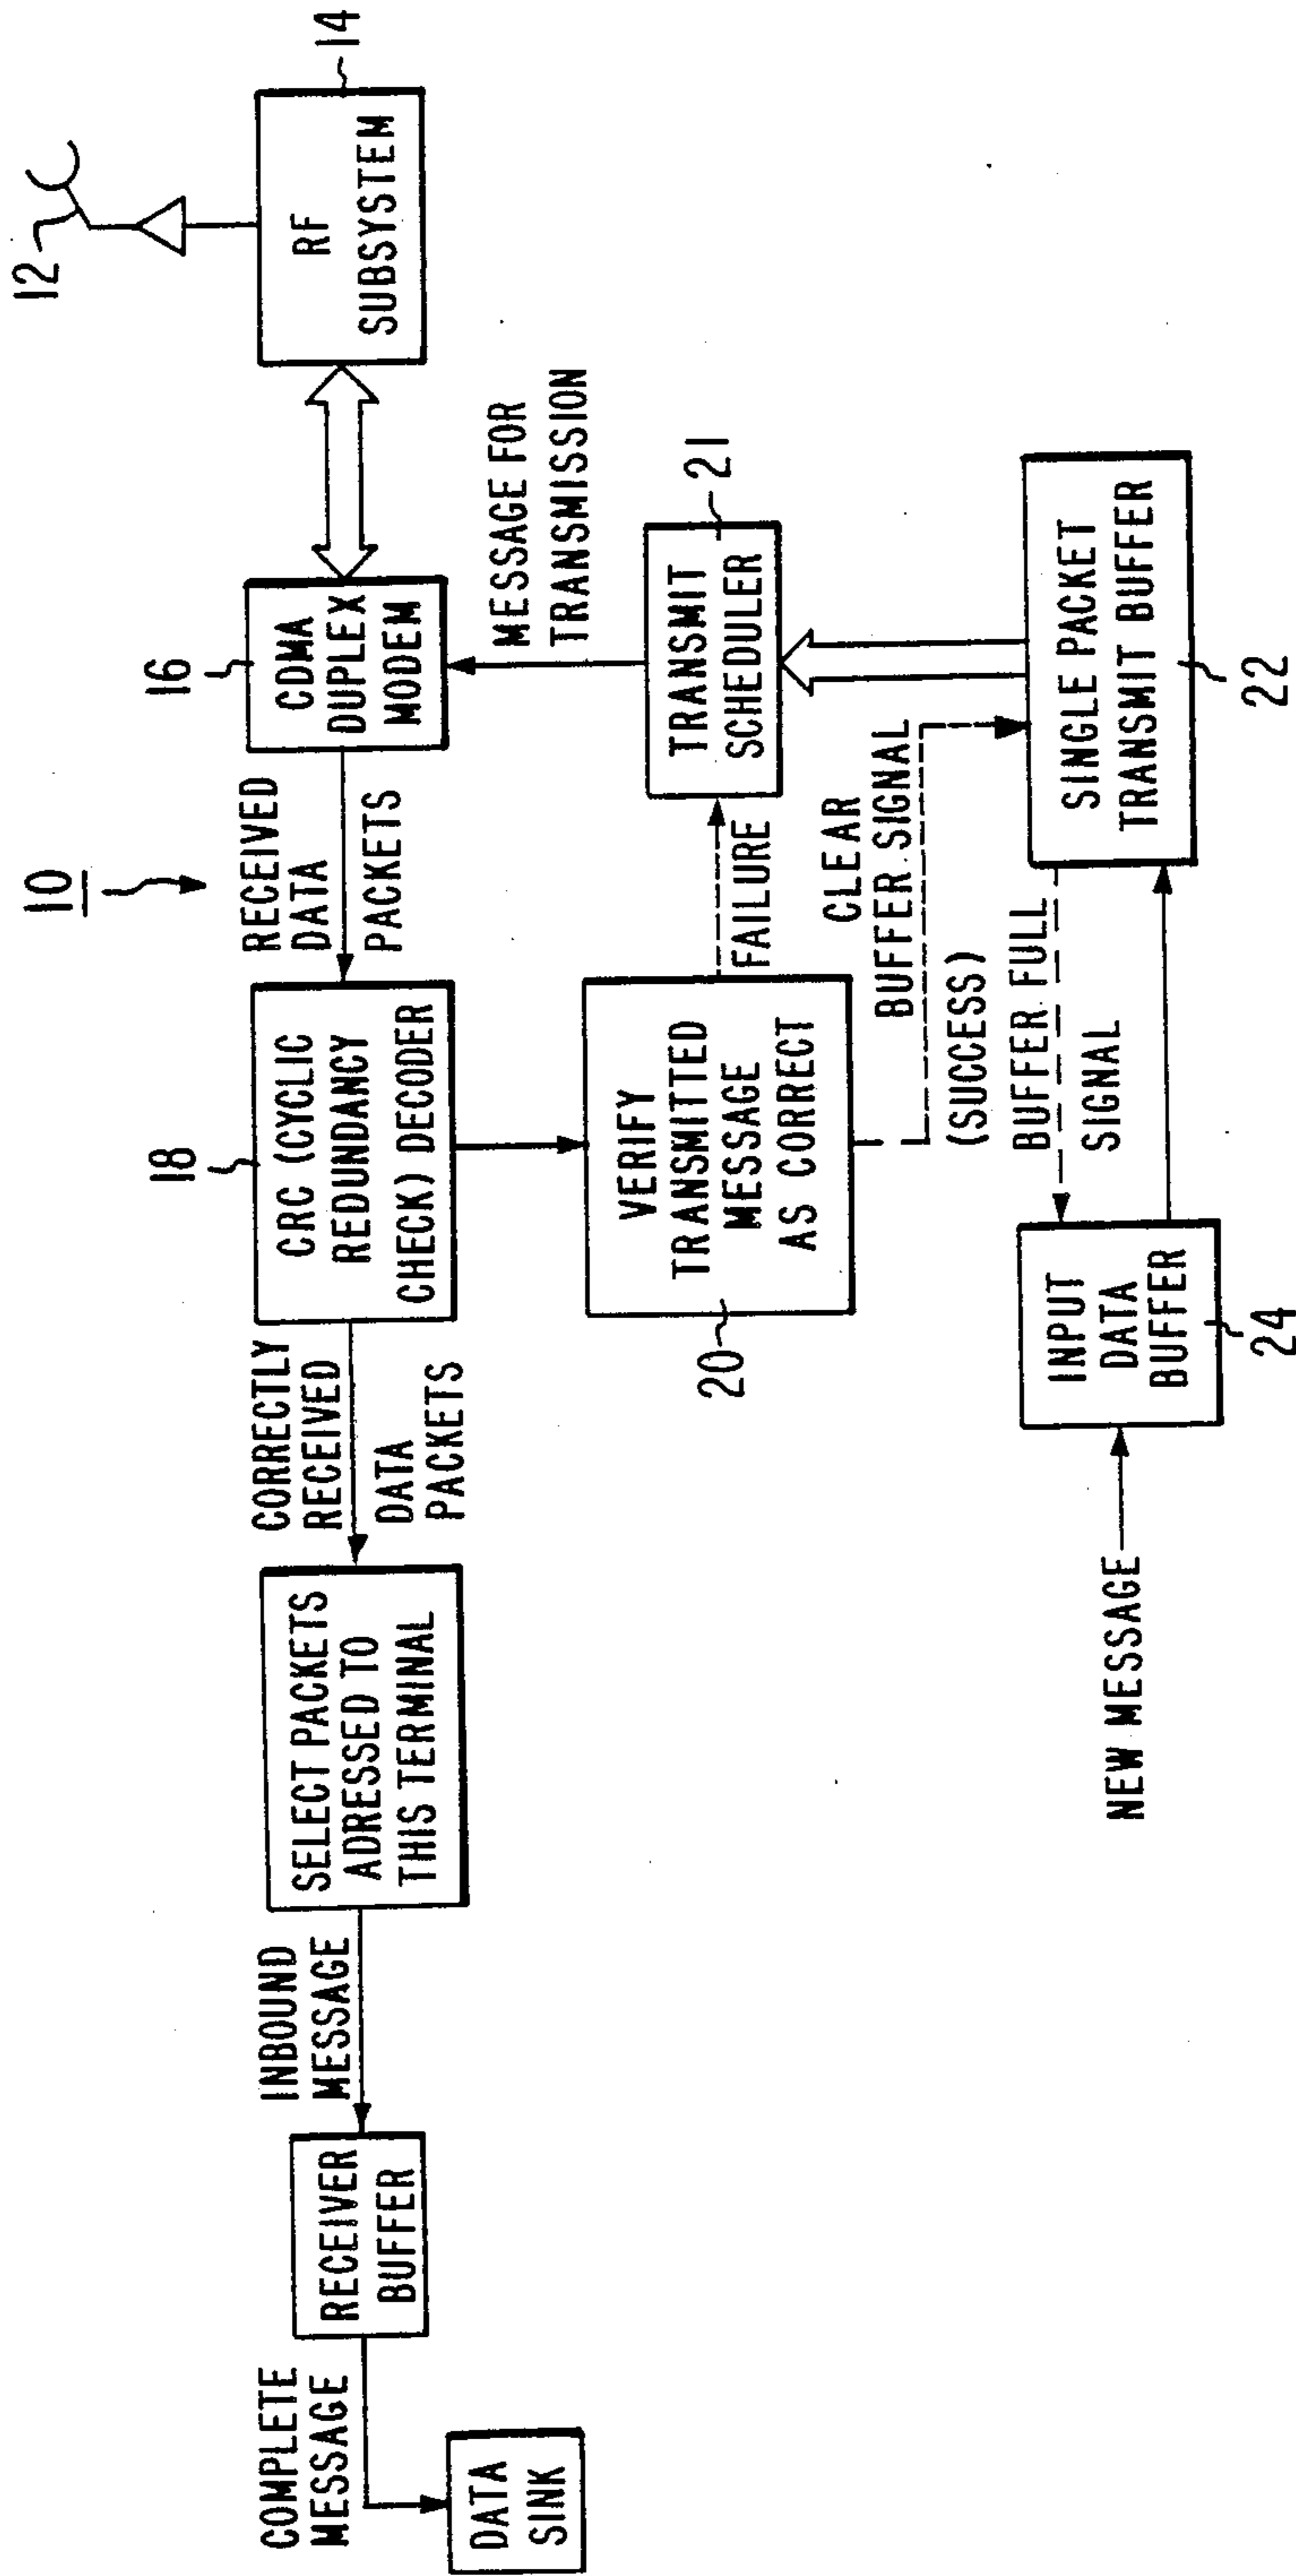 12
14
RF
SUBSYSTEM
16
CDMA
DUPLEX
MODEM
10
RECEIVED
DATA
PACKETS
18
CRC (CYCLIC
REDUNDANCY
CHECK) DECODER
CORRECTLY
RECEIVED
DATA
PACKETS
SELECT PACKETS
ADRESSED TO
THIS TERMINAL
INBOUND
MESSAGE
RECEIVER
BUFFER
COMPLETE
MESSAGE
DATA
SINK
MESSAGE FOR
TRANSMISSION
21
TRANSMIT
SCHEDULER
FAILURE
VERIFY
TRANSMITTED
MESSAGE
AS CORRECT
20
CLEAR
BUFFER SIGNAL
(SUCCESS)
SINGLE PACKET
TRANSMIT BUFFER
22
BUFFER FULL
SIGNAL
INPUT
DATA
BUFFER
24
NEW MESSAGE